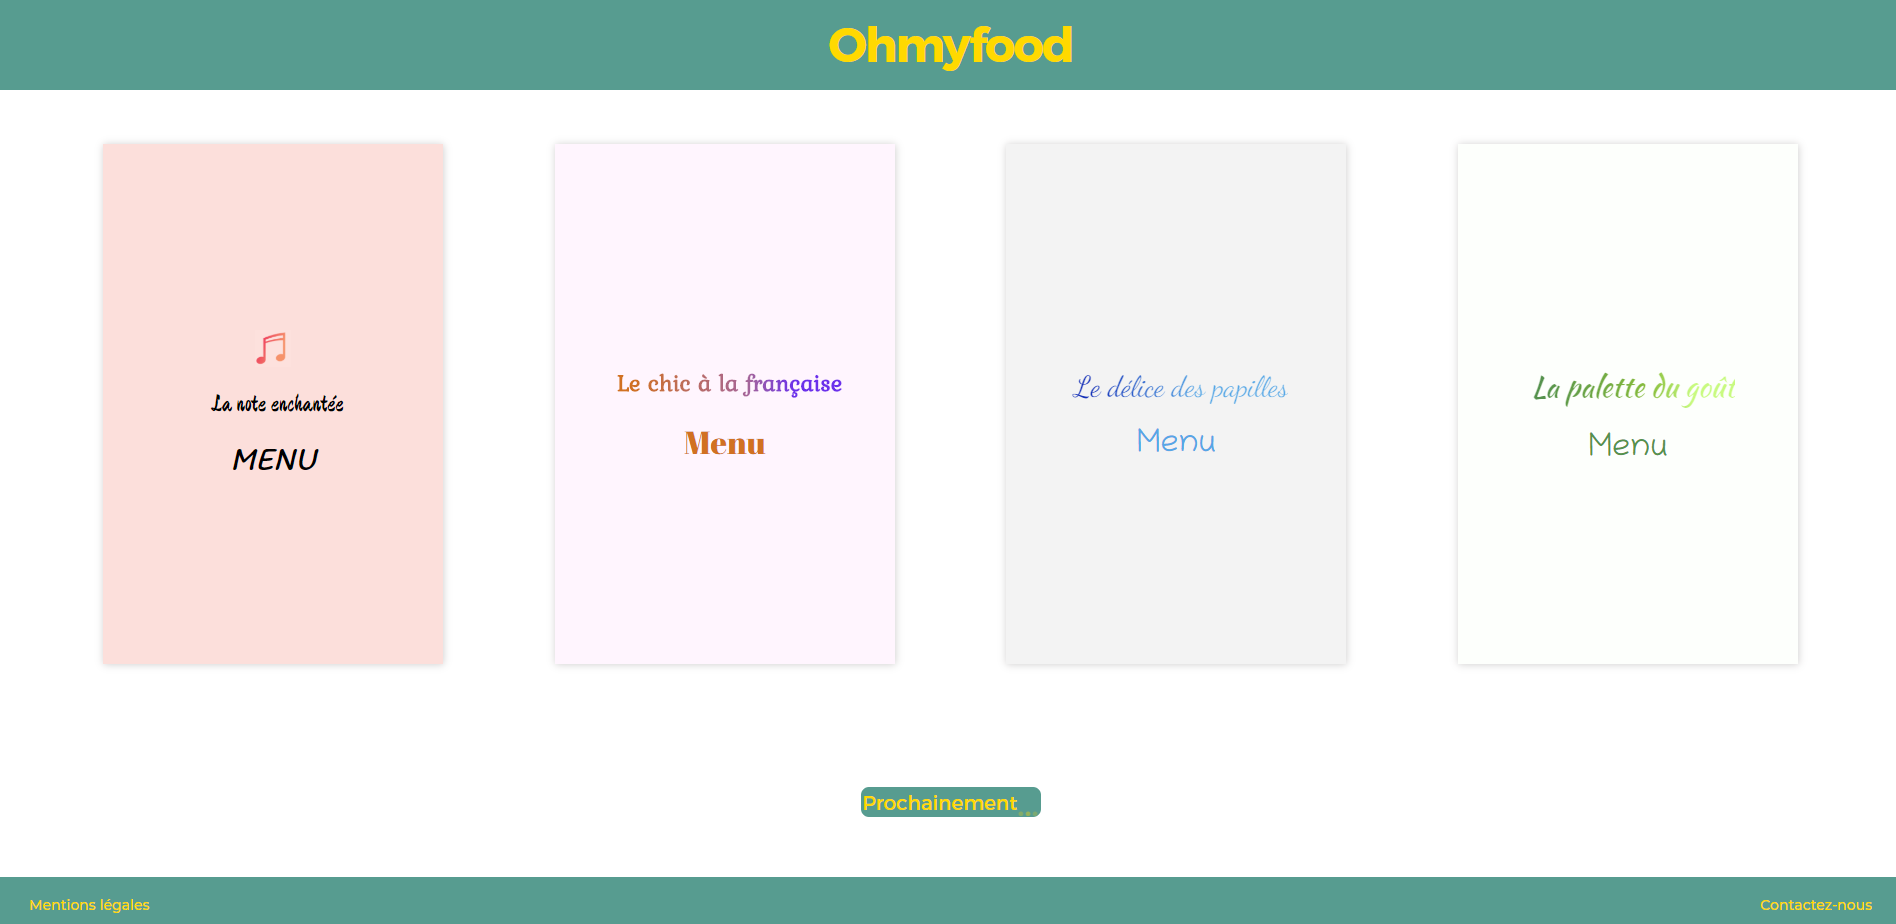 Ohmyfood
La note enchantée
MENU
Le chic à la française
Menu
Le délice des papilles
Menu
La palette du goût
Menu
Prochainement...
Mentions légales
Contactez-nous